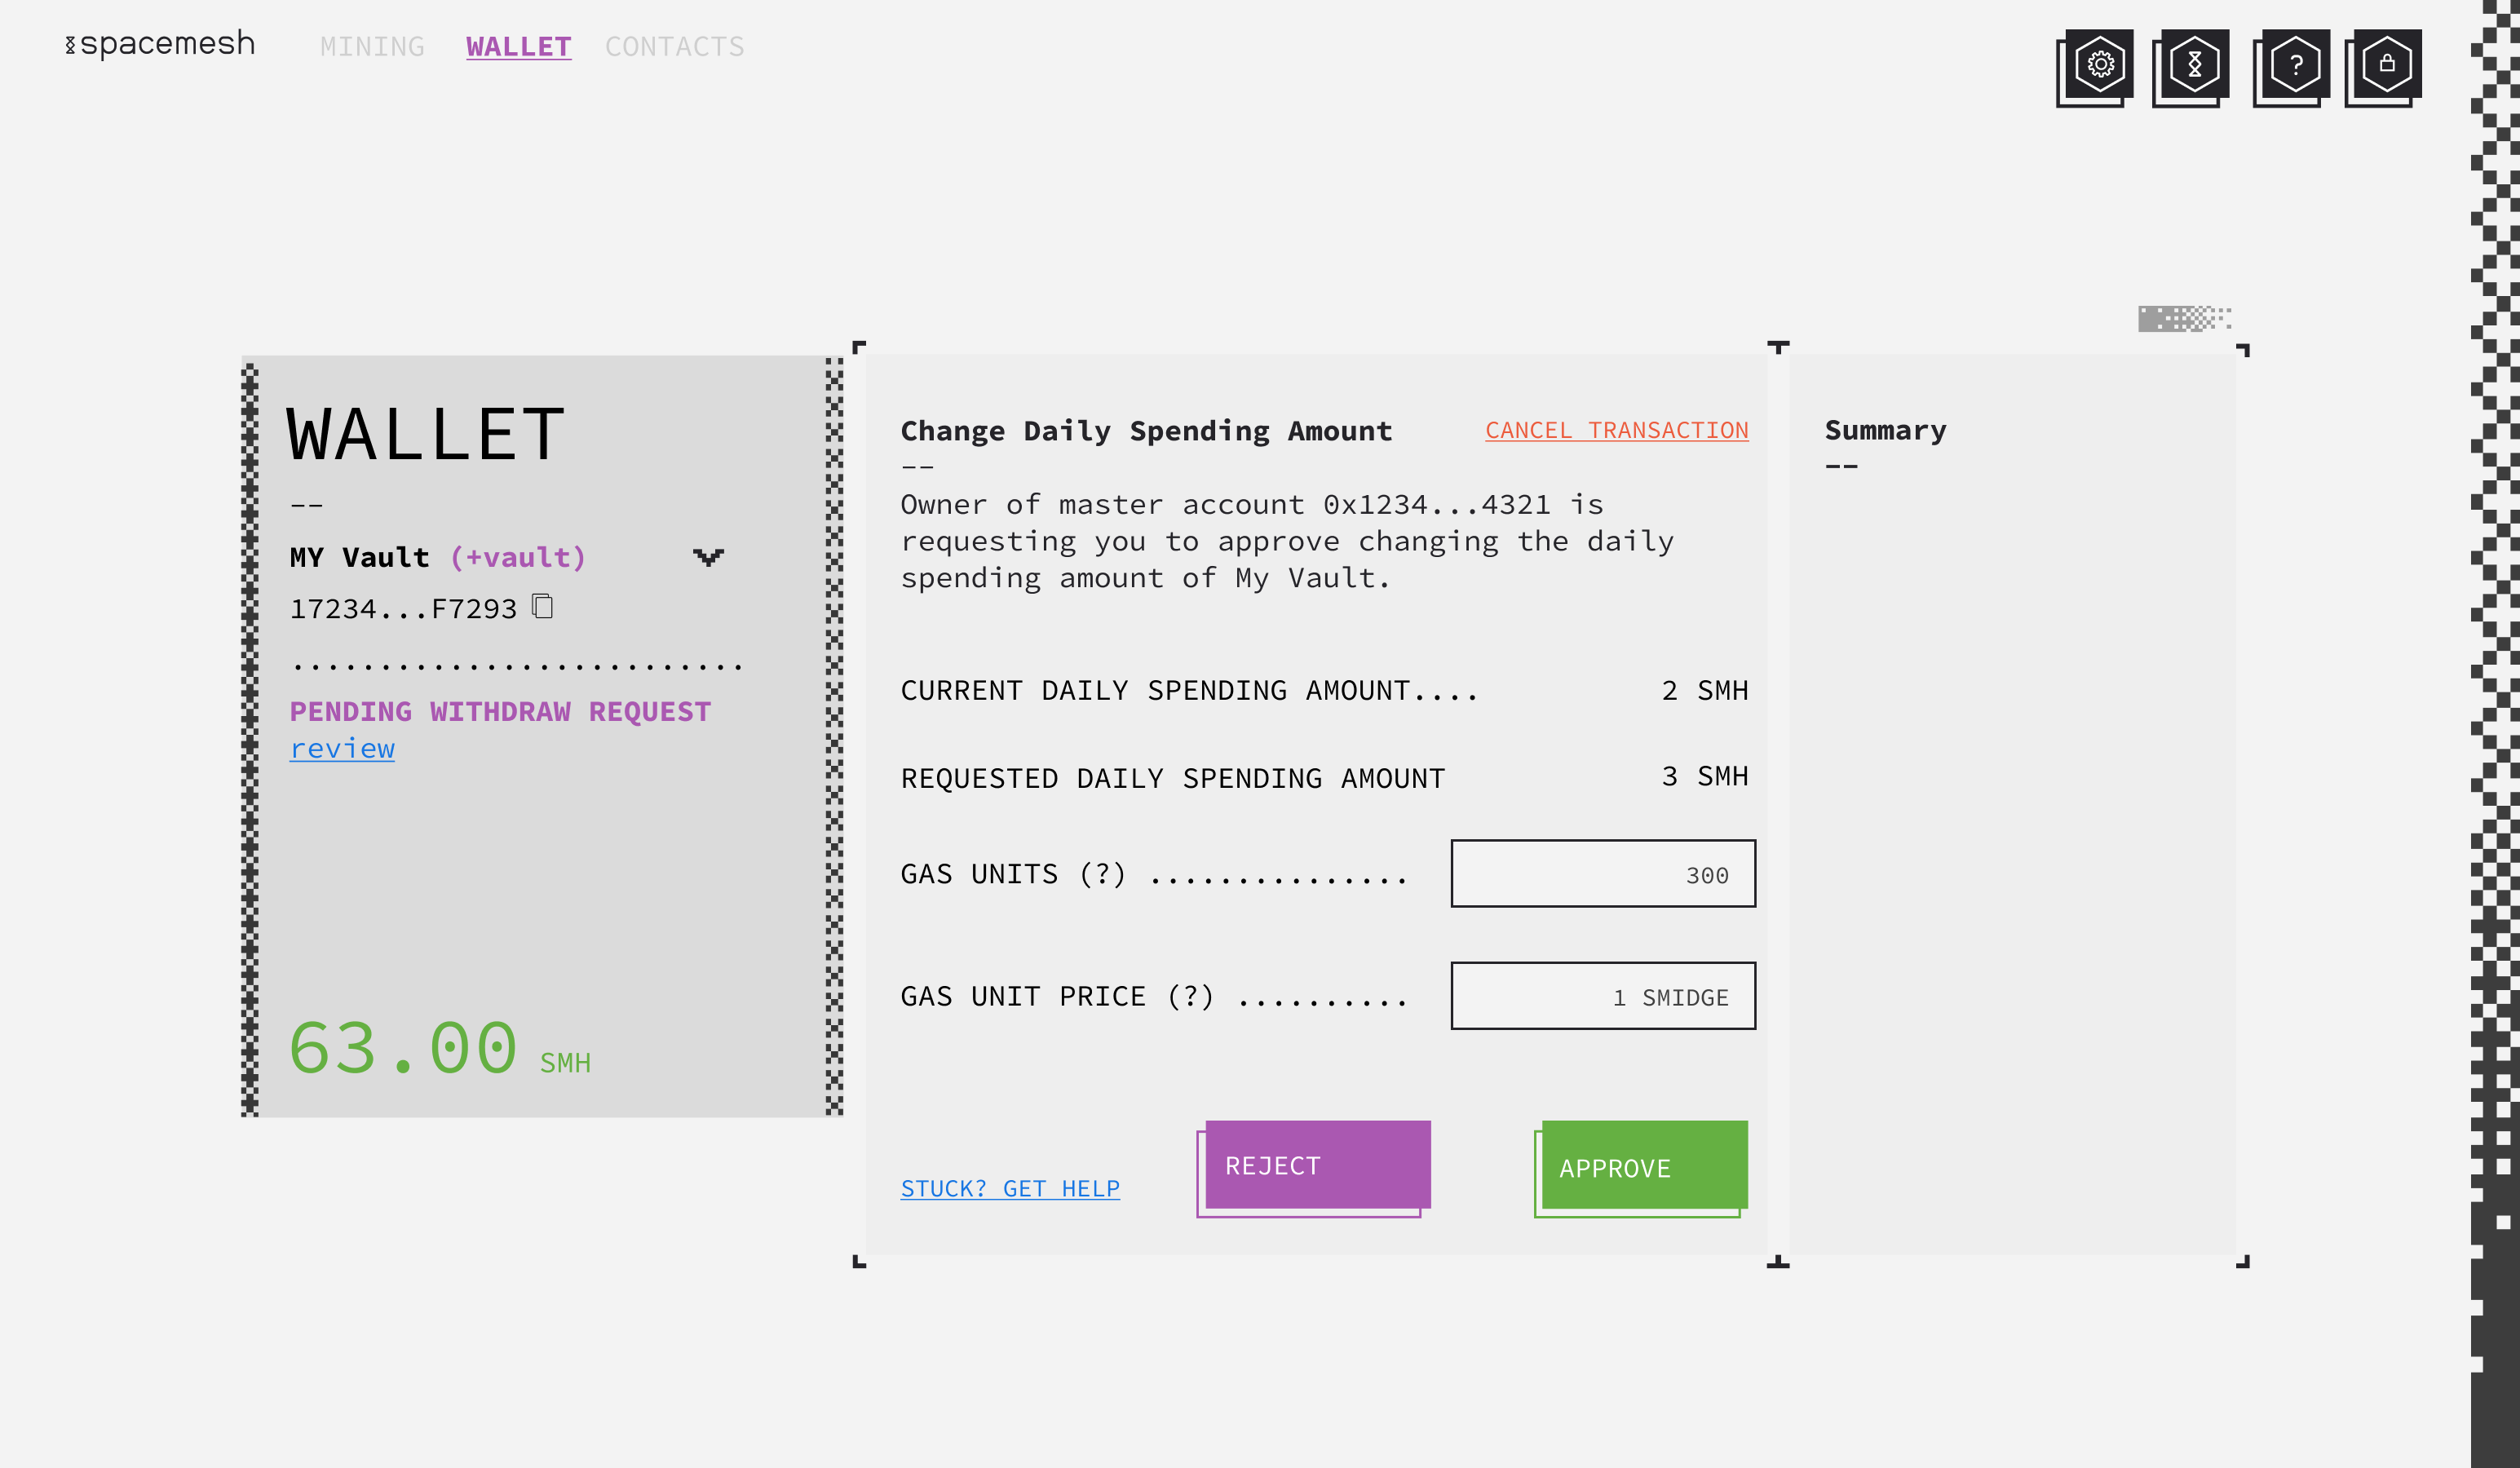 spacemesh MINING WALLET CONTACTS
?
WALLET
--
MY Vault (+vault)
17234...F7293
..........................
PENDING WITHDRAW REQUEST
review
63.00 SMH
Change Daily Spending Amount CANCEL TRANSACTION
--
Owner of master account 0x1234...4321 is
requesting you to approve changing the daily
spending amount of My Vault.
CURRENT DAILY SPENDING AMOUNT.... 2 SMH
REQUESTED DAILY SPENDING AMOUNT 3 SMH
GAS UNITS (?) ............... 300
GAS UNIT PRICE (?) .......... 1 SMIDGE
STUCK? GET HELP
REJECT
APPROVE
Summary
--